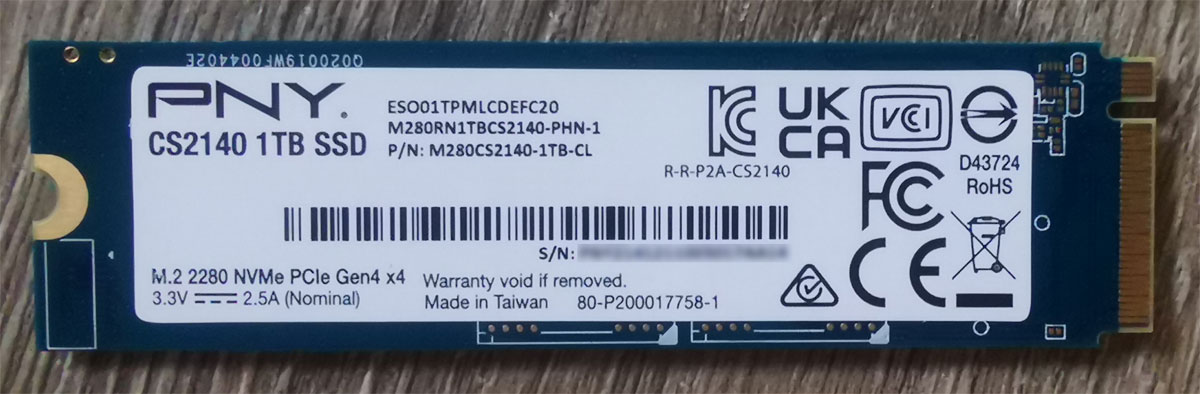 Q020019WF004402E
PNY.
CS2140 1TB SSD
ESO01TPMLCDEFC20
M280RN1TBCS2140-PHN-1
P/N: M280CS2140-1TB-CL
R-R-P2A-CS2140
UK
CA
VCI
D43724
RoHS
FC
CE
S/N:
M.2 2280 NVMe PCIe Gen4 x4
3.3V 2.5A (Nominal)
Warranty void if removed.
Made in Taiwan 80-P200017758-1